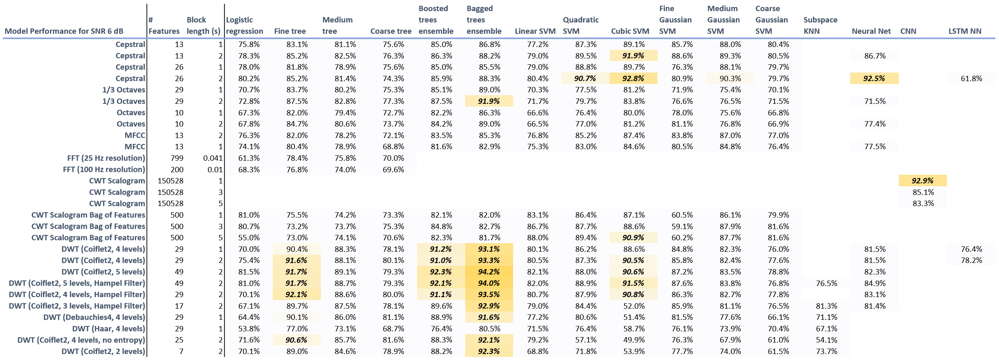 Boosted Bagged Fine Medium Coarse
# Block Logistic Medium trees trees Quadratic Gaussian Gaussian Gaussian Subspace
Model Performance for SNR 6 dB Features length (s) regression Fine tree tree Coarse tree ensemble ensemble Linear SVM SVM Cubic SVM SVM SVM SVM KNN Neural Net CNN LSTM NN
Cepstral 13 1 75.8% 83.1% 81.1% 75.6% 85.0% 86.8% 77.2% 87.3% 89.1% 85.7% 88.0% 80.4%
Cepstral 13 2 78.3% 85.2% 82.5% 76.3% 86.3% 88.2% 79.0% 89.5% 91.9% 88.6% 89.3% 80.5% 86.7%
Cepstral 26 1 78.0% 81.8% 78.9% 75.6% 85.0% 85.5% 79.0% 88.8% 89.7% 76.3% 88.1% 79.7%
Cepstral 26 2 80.2% 85.2% 81.4% 74.3% 85.9% 88.3% 80.4% 90.7% 92.8% 80.9% 90.3% 79.7% 92.5% 61.8%
1/3 Octaves 29 1 70.7% 83.7% 80.2% 75.3% 85.1% 89.0% 70.3% 77.5% 81.2% 71.9% 75.4% 70.1%
1/3 Octaves 29 2 72.8% 87.5% 82.8% 77.3% 87.5% 91.9% 71.7% 79.7% 83.8% 76.6% 76.5% 71.5% 71.5%
Octaves 10 1 67.3% 82.0% 79.4% 72.7% 82.2% 86.3% 66.6% 76.4% 80.0% 78.0% 75.6% 66.8%
Octaves 10 2 67.8% 84.7% 80.6% 73.7% 84.2% 89.0% 66.5% 77.0% 81.2% 81.1% 76.8% 66.9% 77.4%
MFCC 13 2 76.3% 82.0% 78.2% 72.1% 83.5% 85.3% 76.8% 85.2% 87.4% 83.8% 87.0% 77.0%
MFCC 13 1 74.1% 80.4% 78.9% 68.8% 81.6% 82.9% 75.3% 83.0% 84.6% 80.5% 84.8% 76.4% 77.5%
FFT (25 Hz resolution) 799 0.041 61.3% 78.4% 75.8% 70.0%
FFT (100 Hz resolution) 200 0.01 68.3% 76.8% 74.0% 69.6%
CWT Scalogram 150528 1 92.9%
CWT Scalogram 150528 3 85.1%
CWT Scalogram 150528 5 83.3%
CWT Scalogram Bag of Features 500 1 81.0% 75.5% 74.2% 73.3% 82.1% 82.0% 83.1% 86.4% 87.1% 60.5% 86.1% 79.9%
CWT Scalogram Bag of Features 500 3 80.7% 73.2% 73.7% 75.3% 84.8% 82.7% 86.7% 87.7% 88.6% 59.1% 87.9% 81.6%
CWT Scalogram Bag of Features 500 5 55.0% 73.0% 74.1% 70.6% 82.3% 81.7% 88.0% 89.4% 90.9% 60.2% 87.7% 81.6%
DWT (Coiflet2, 4 levels) 29 1 70.0% 90.4% 88.3% 78.1% 91.2% 93.1% 80.1% 86.2% 88.6% 84.8% 82.3% 76.0% 81.5% 76.4%
DWT (Coiflet2, 4 levels) 29 2 75.4% 91.6% 88.1% 80.1% 91.0% 93.3% 80.5% 87.3% 90.5% 85.8% 82.4% 77.6% 81.5% 78.2%
DWT (Coiflet2, 5 levels) 49 2 81.5% 91.7% 89.1% 79.3% 92.3% 94.2% 82.1% 88.0% 90.6% 87.2% 83.5% 78.8% 82.3%
DWT (Coiflet2, 5 levels, Hampel Filter) 49 2 81.0% 91.7% 88.7% 79.3% 92.1% 94.0% 82.0% 88.9% 91.5% 87.6% 83.8% 76.8% 76.5% 84.9%
DWT (Coiflet2, 4 levels, Hampel Filter) 29 2 70.1% 92.1% 88.6% 80.0% 91.1% 93.5% 80.7% 87.9% 90.8% 86.3% 82.7% 77.8% 83.1%
DWT (Coiflet2, 3 levels, Hampel Filter) 17 2 67.1% 89.7% 87.5% 78.1% 89.6% 92.9% 79.0% 84.4% 52.0% 85.9% 81.1% 76.5% 81.3% 81.4%
DWT (Debauchies4, 4 levels) 29 1 64.4% 90.1% 86.0% 81.1% 88.9% 91.6% 77.2% 80.6% 51.4% 81.5% 77.6% 66.1% 71.1%
DWT (Haar, 4 levels) 29 1 53.8% 77.0% 73.1% 68.7% 76.4% 80.5% 71.5% 76.4% 58.7% 76.1% 73.9% 70.4% 67.1%
DWT (Coiflet2, 4 levels, no entropy) 25 2 71.6% 90.6% 85.7% 81.6% 88.3% 92.1% 79.2% 57.1% 49.9% 76.3% 67.9% 61.0% 54.1%
DWT (Coiflet2, 2 levels) 7 2 70.1% 89.0% 84.6% 78.9% 88.2% 92.3% 68.8% 71.8% 53.9% 77.7% 74.0% 61.5% 73.7%